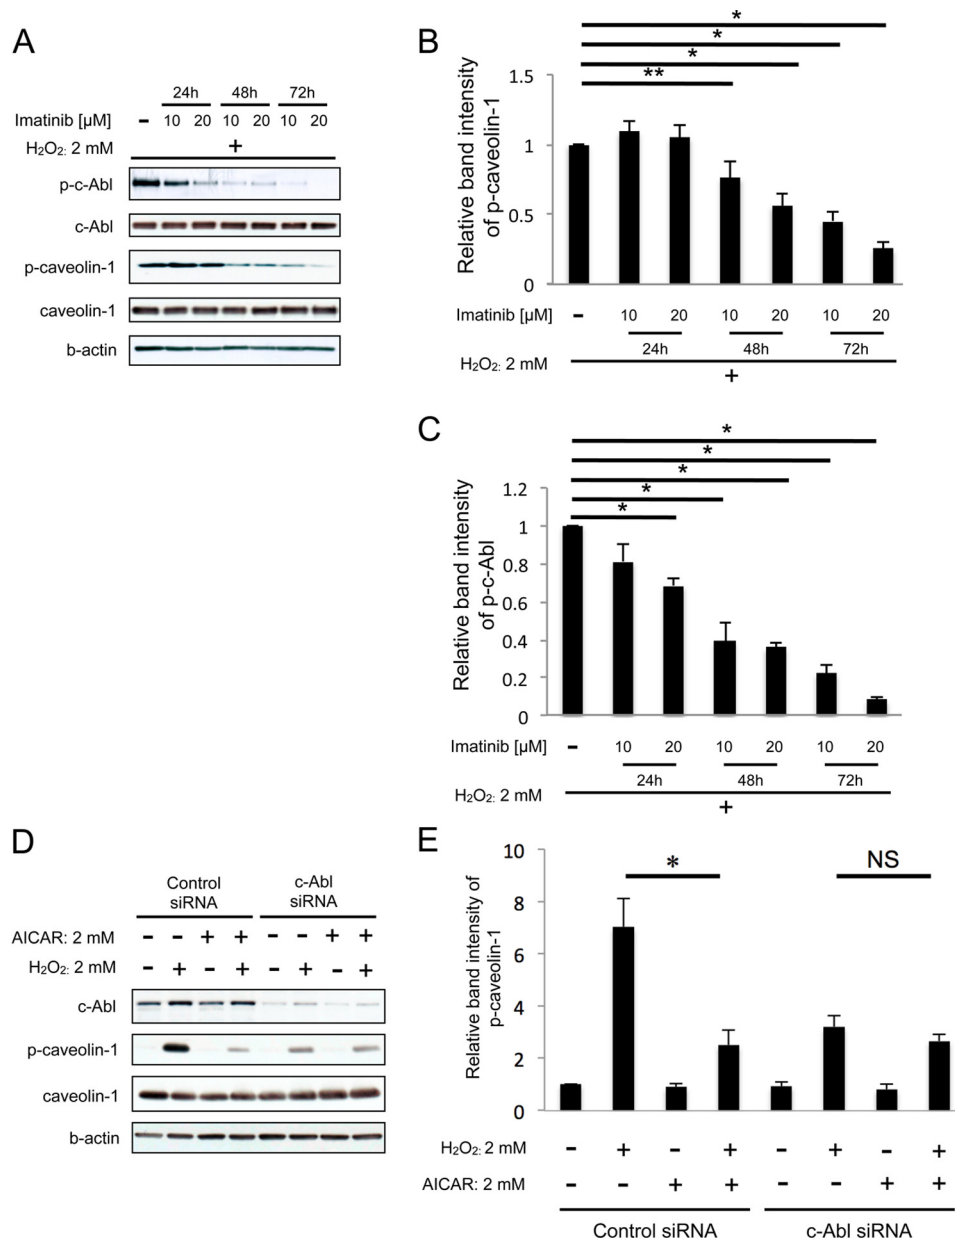 A
24h 48h 72h
Imatinib [µM] - 10 20 10 20 10 20
H2O2: 2 mM +
p-c-Abl
c-Abl
p-caveolin-1
caveolin-1
b-actin
B
*
*
*
**
Relative band intensity
of p-caveolin-1
1.5
1
0.5
0
Imatinib [µM] - 10 20 10 20 10 20
24h 48h 72h
H2O2: 2 mM
+
C
*
*
*
*
*
Relative band intensity
of p-c-Abl
1.2
1
0.8
0.6
0.4
0.2
0
Imatinib [µM] - 10 20 10 20 10 20
24h 48h 72h
H2O2: 2 mM
+
D
Control
siRNA
c-Abl
siRNA
AICAR: 2 mM - - + + - - + +
H2O2: 2 mM - + - + - + - +
c-Abl
p-caveolin-1
caveolin-1
b-actin
E
* NS
Relative band intensity of
p-caveolin-1
10
8
6
4
2
0
H2O2: 2 mM - + - + - + - +
AICAR: 2 mM - - + + - - + +
Control siRNA c-Abl siRNA